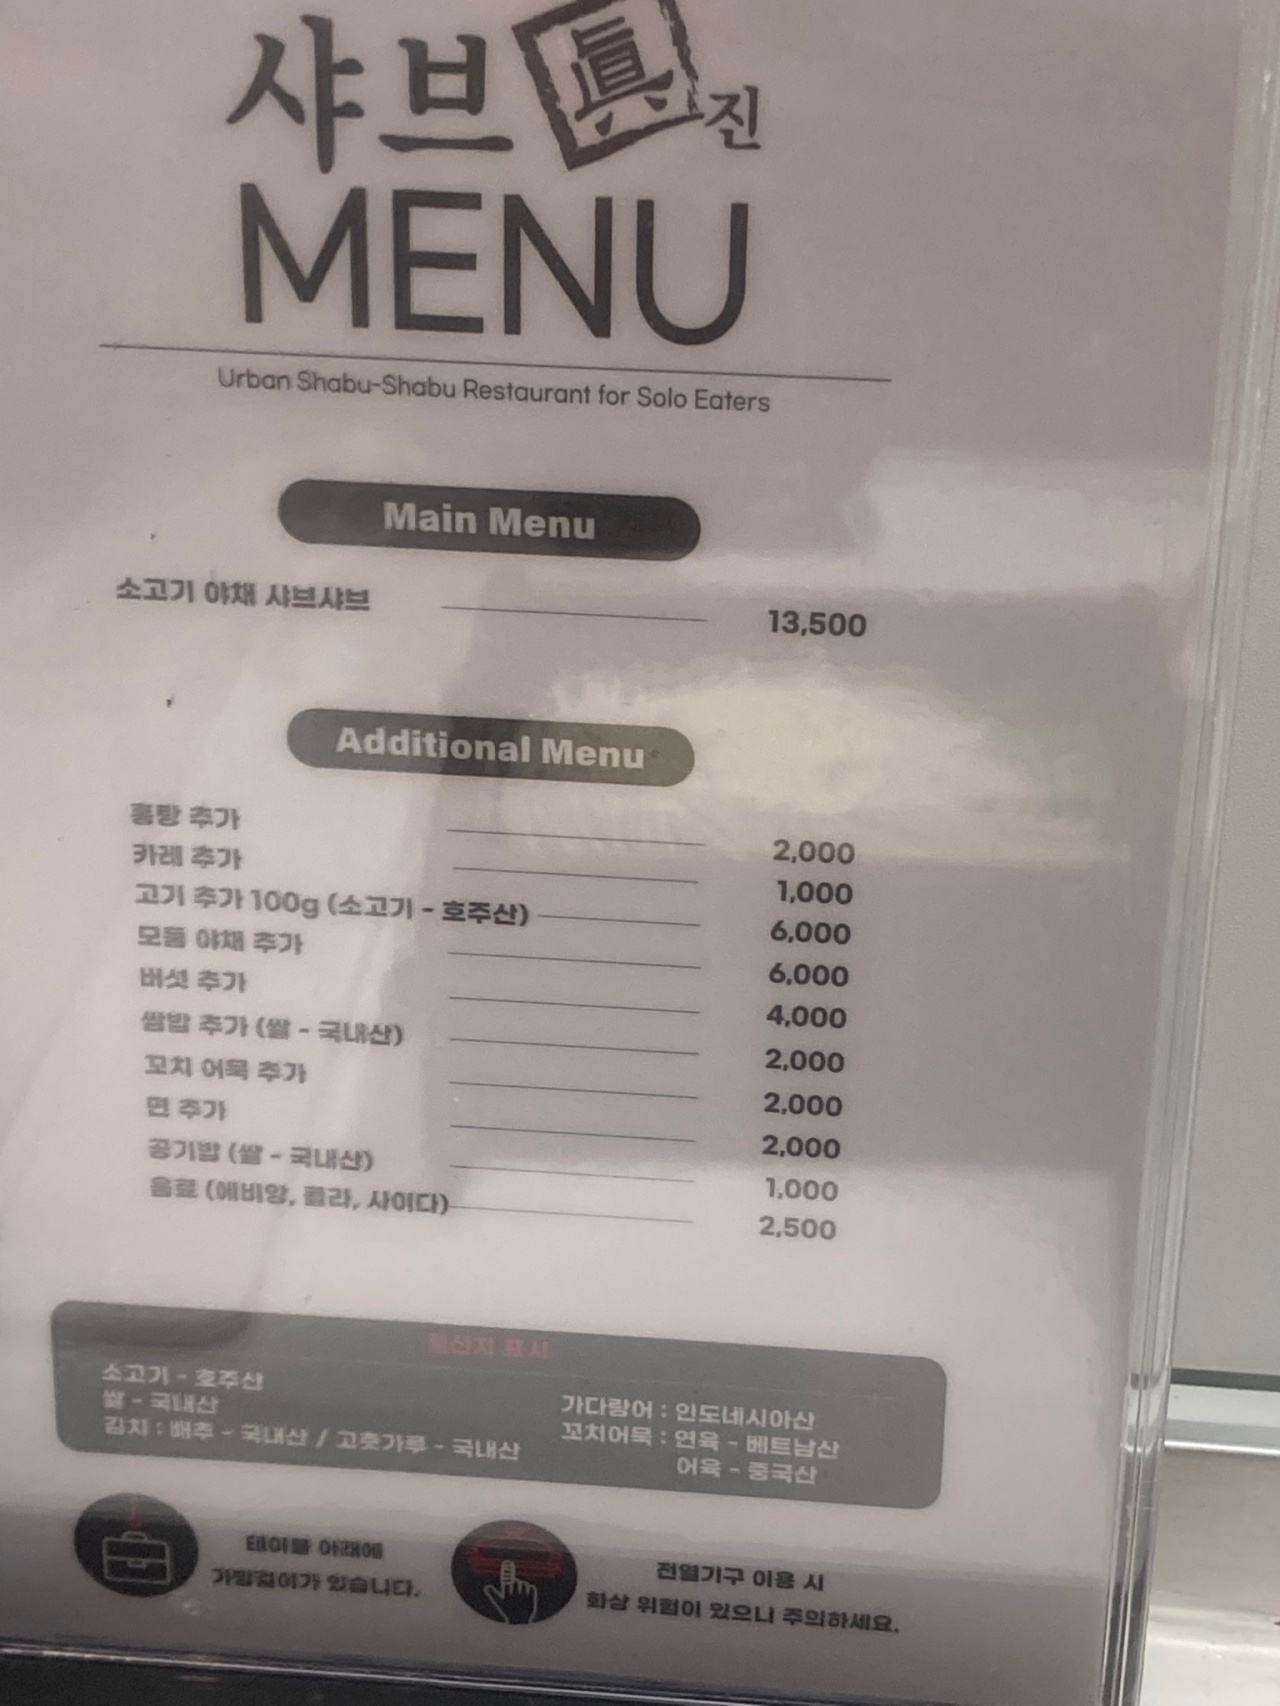 샤브 眞 진
MENU
Urban Shabu-Shabu Restaurant for Solo Eaters
Main Menu
소고기 야채 샤브샤브 13,500
Additional Menu
홍탕 추가 2,000
카레 추가 1,000
고기 추가 100g (소고기 - 호주산) 6,000
모둠 야채 추가 6,000
버섯 추가 4,000
쌈밥 추가 (쌀 - 국내산) 2,000
꼬치 어묵 추가 2,000
면 추가 2,000
공기밥 (쌀 - 국내산) 1,000
음료 (에비앙, 콜라, 사이다) 2,500
원산지 표시
소고기 - 호주산
쌀 - 국내산
김치 : 배추 - 국내산 / 고춧가루 - 국내산
가다랑어 : 인도네시아산
꼬치어묵 : 연육 - 베트남산
어육 - 중국산
테이블 아래에
가방걸이가 있습니다.
전열기구 이용 시
화상 위험이 있으니 주의하세요.